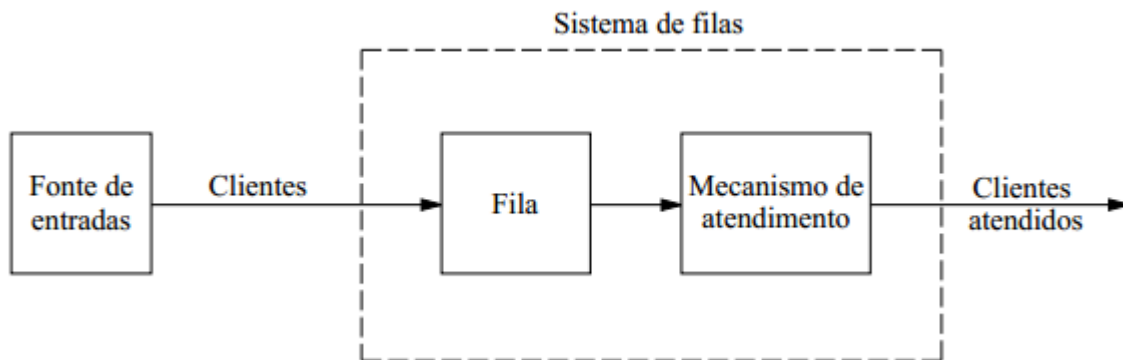 Sistema de filas
Fonte de
entradas
Clientes
Fila
Mecanismo de
atendimento
Clientes
atendidos